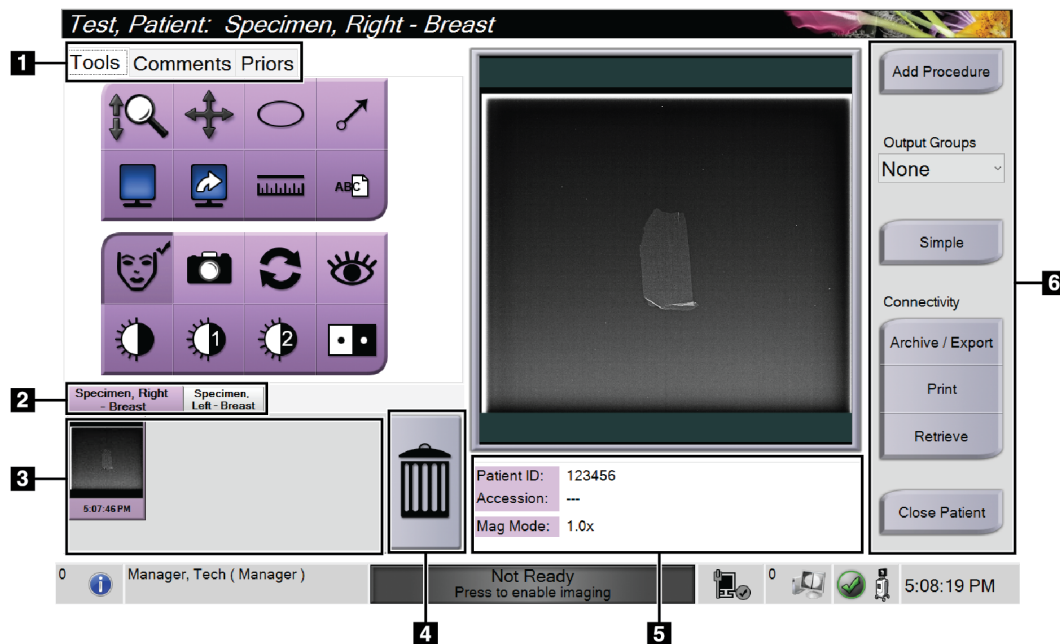 Test, Patient: Specimen, Right - Breast
1
Tools Comments Priors
ABC
1
2
2
Specimen, Right
- Breast
Specimen,
Left - Breast
3
5:07:46 PM
4
Patient ID: 123456
Accession: ---
Mag Mode: 1.0x
5
Add Procedure
Output Groups
None
Simple
Connectivity
Archive / Export
Print
Retrieve
Close Patient
6
0
Manager, Tech ( Manager )
Not Ready
Press to enable imaging
0
5:08:19 PM